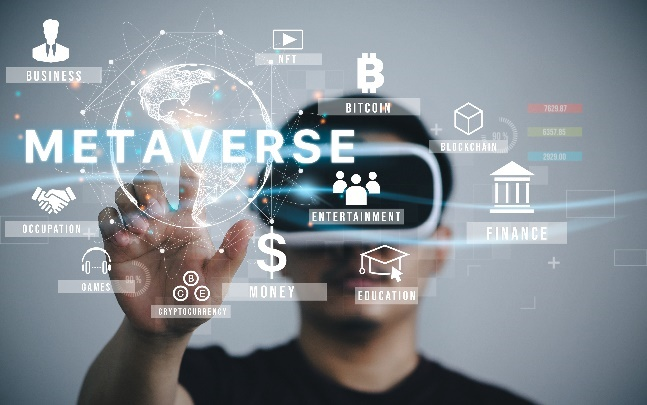 BUSINESS
NFT
BITCOIN
BLOCKCHAIN
METAVERSE
ENTERTAINMENT
FINANCE
OCCUPATION
GAMES
MONEY
EDUCATION
CRYPTOCURRENCY
B
C E